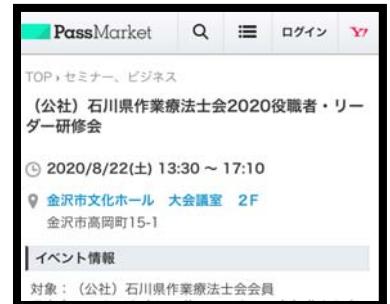 PassMarket ログイン Y7
TOP › セミナー、ビジネス
（公社）石川県作業療法士会2020役職者・リー
ダー研修会
2020/8/22(土) 13:30 ～ 17:10
金沢市文化ホール 大会議室 2F
金沢市高岡町15-1
イベント情報
対象：（公社）石川県作業療法士会会員